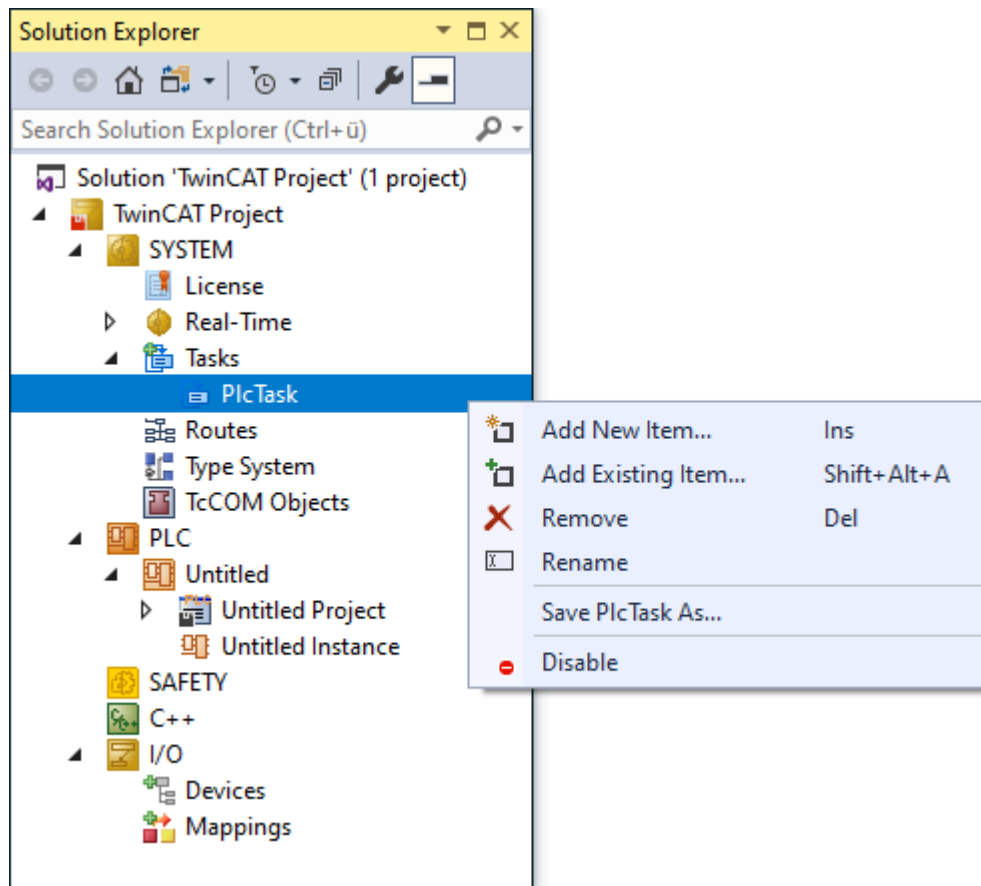 Solution Explorer
Search Solution Explorer (Ctrl+ü)
Solution 'TwinCAT Project' (1 project)
TwinCAT Project
SYSTEM
License
Real-Time
Tasks
PlcTask
Routes
Type System
TcCOM Objects
PLC
Untitled
Untitled Project
Untitled Instance
SAFETY
C++
I/O
Devices
Mappings
Add New Item... Ins
Add Existing Item... Shift+Alt+A
Remove Del
Rename
Save PlcTask As...
Disable